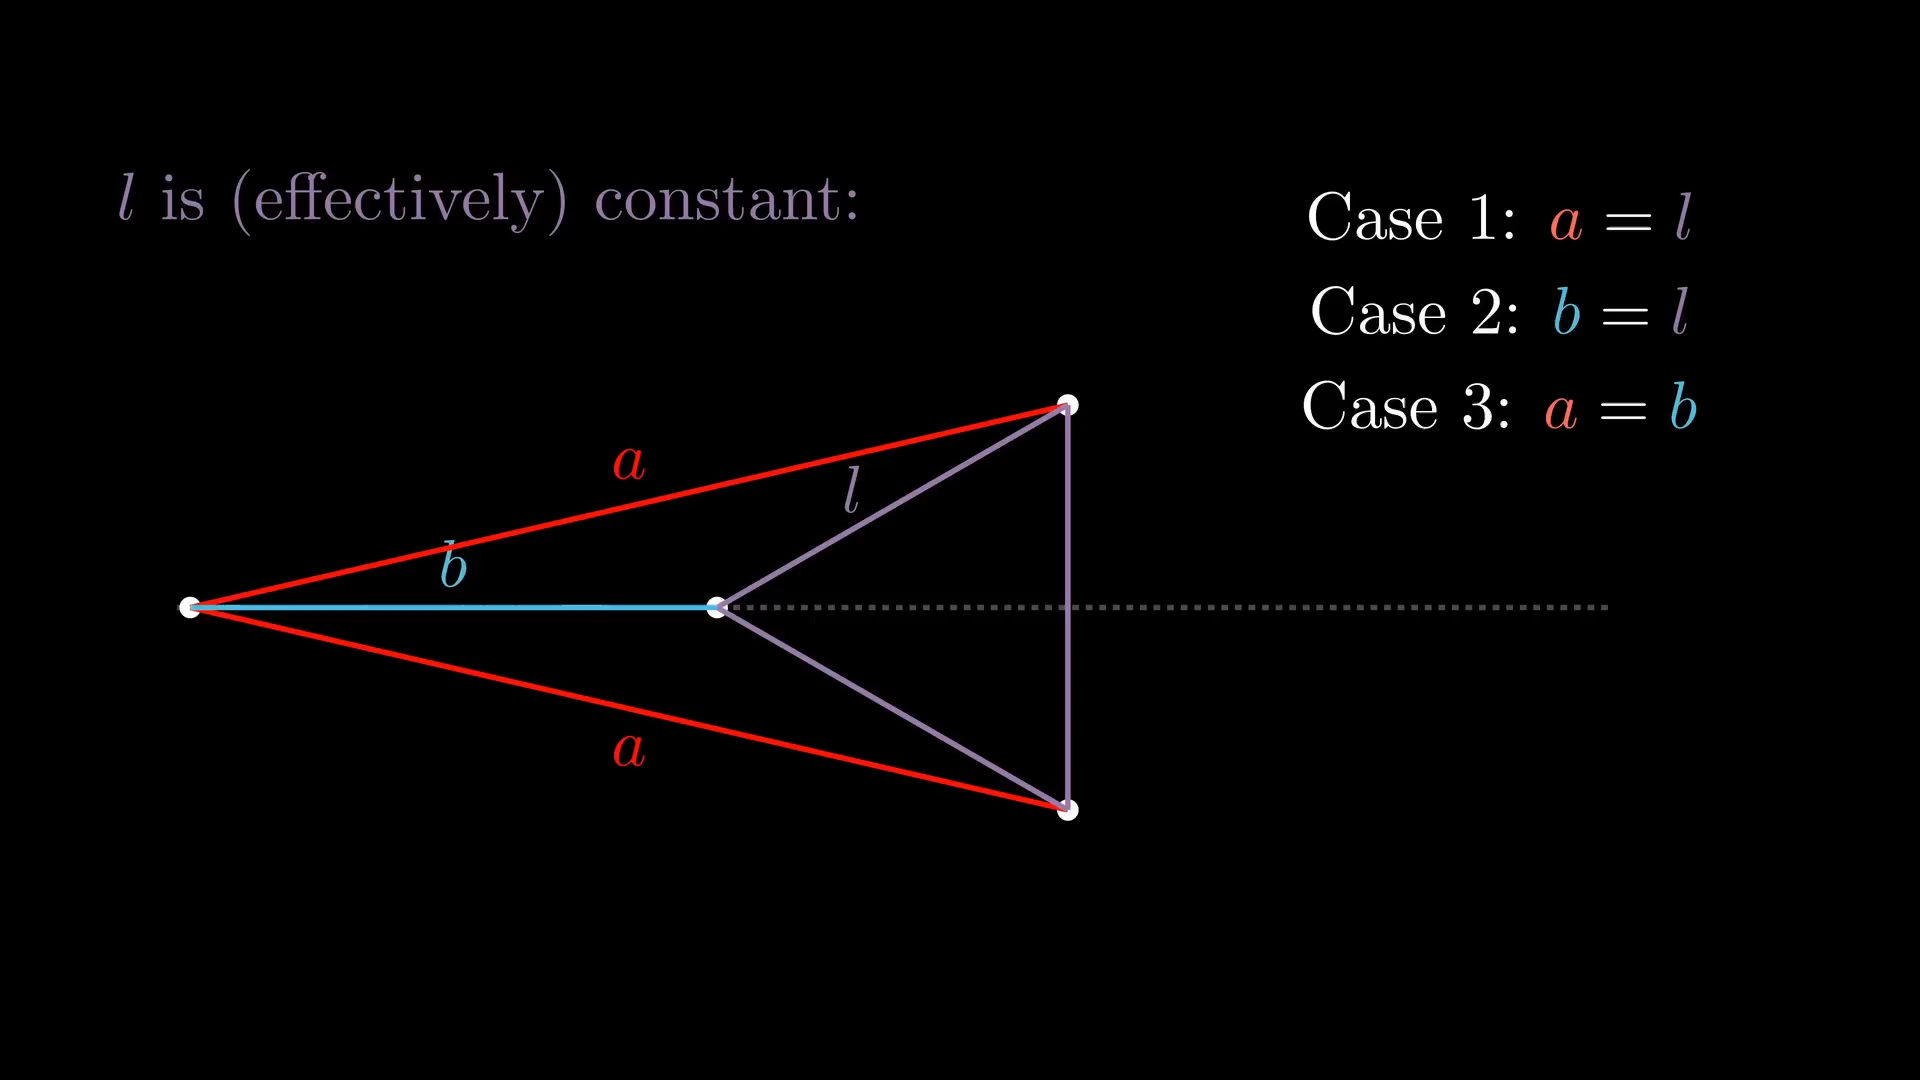 l is (effectively) constant:
Case 1: a = l
Case 2: b = l
Case 3: a = b
a
l
b
a